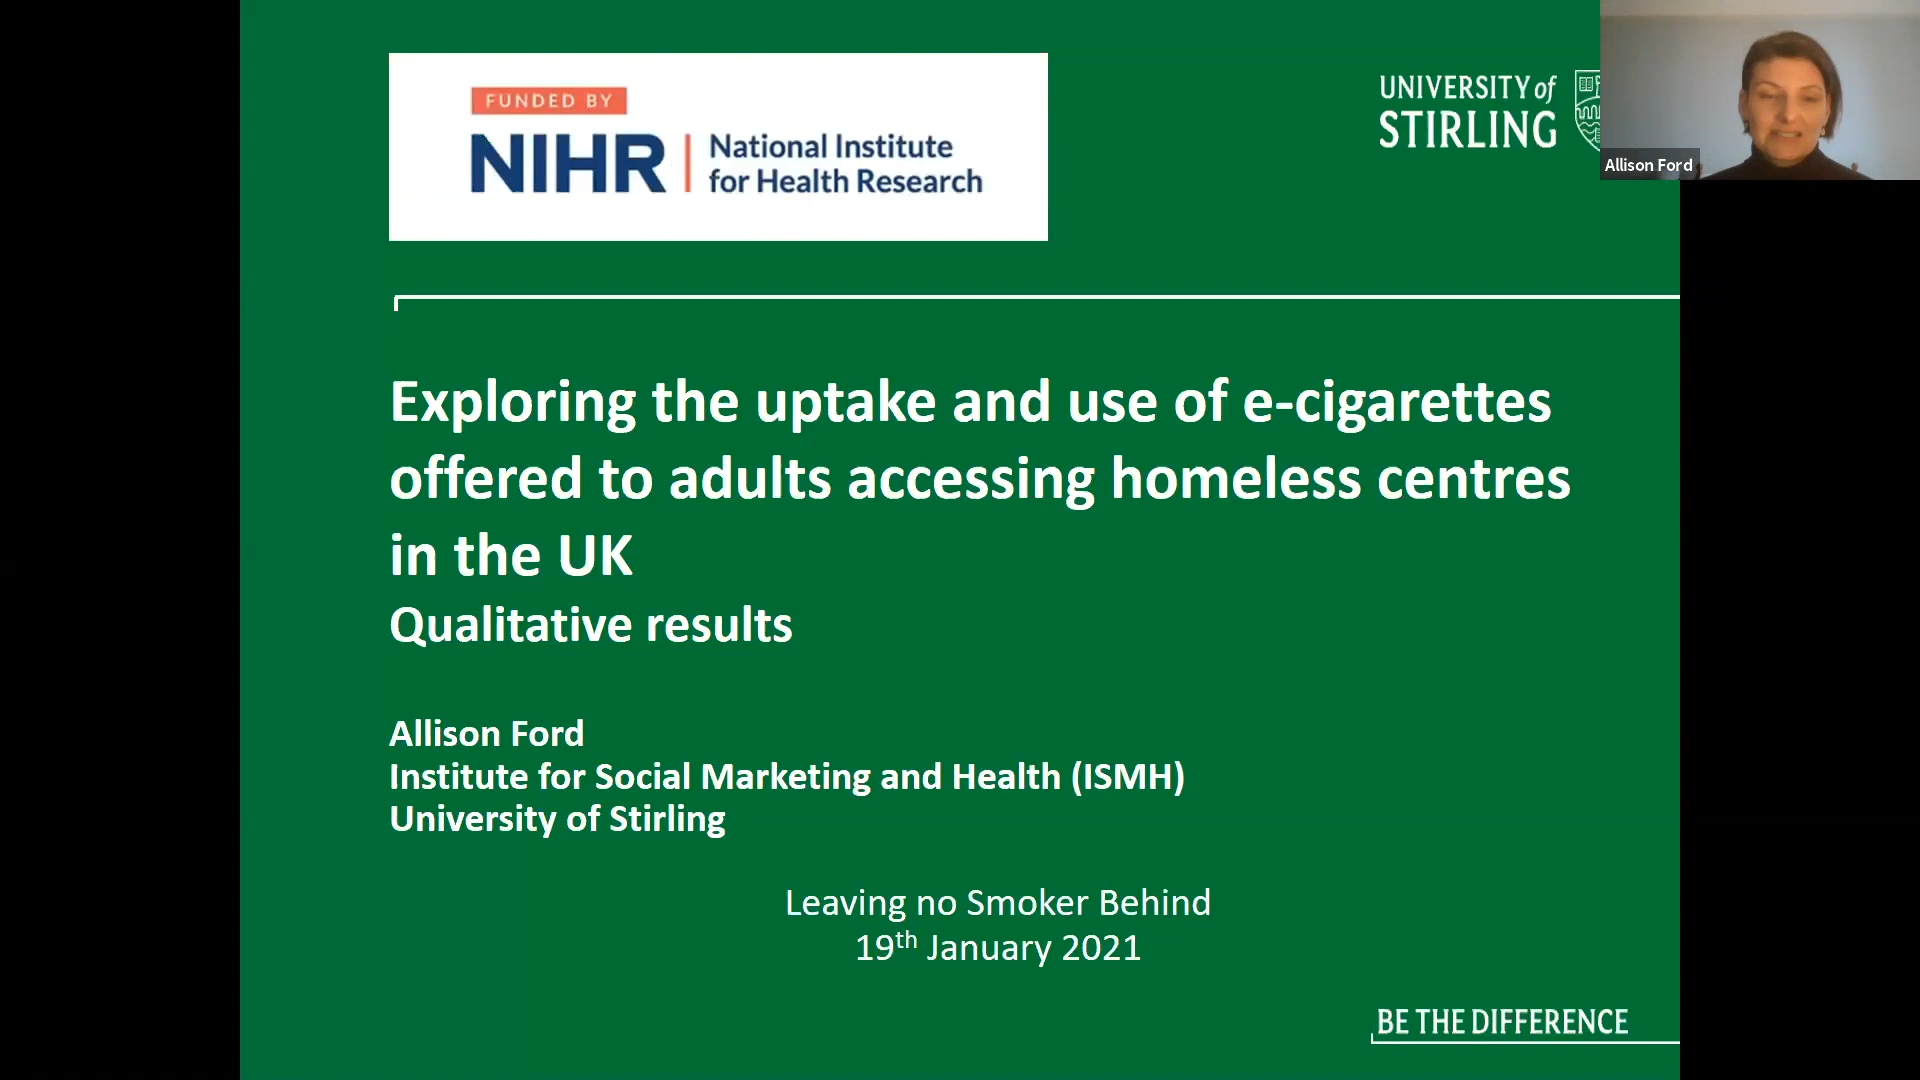 FUNDED BY
NIHR | National Institute
for Health Research
UNIVERSITY of
STIRLING
Allison Ford
Exploring the uptake and use of e-cigarettes
offered to adults accessing homeless centres
in the UK
Qualitative results
Allison Ford
Institute for Social Marketing and Health (ISMH)
University of Stirling
Leaving no Smoker Behind
19th January 2021
BE THE DIFFERENCE